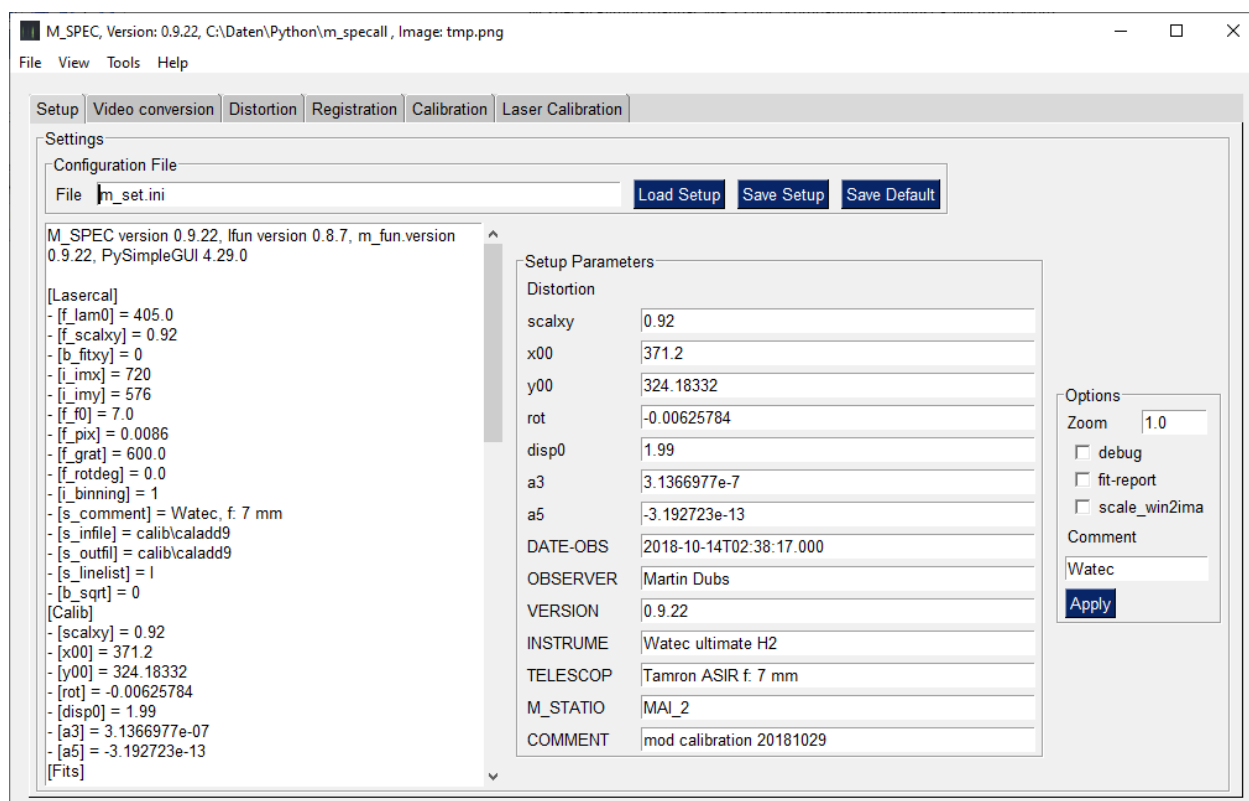 M_SPEC, Version: 0.9.22, C:\Daten\Python\m_specall , Image: tmp.png
File View Tools Help
Setup Video conversion Distortion Registration Calibration Laser Calibration
Settings
Configuration File
File m_set.ini Load Setup Save Setup Save Default
M_SPEC version 0.9.22, lfun version 0.8.7, m_fun.version
0.9.22, PySimpleGUI 4.29.0
[Lasercal]
- [f_lam0] = 405.0
- [f_scalxy] = 0.92
- [b_fitxy] = 0
- [i_imx] = 720
- [i_imy] = 576
- [f_f0] = 7.0
- [f_pix] = 0.0086
- [f_grat] = 600.0
- [f_rotdeg] = 0.0
- [i_binning] = 1
- [s_comment] = Watec, f: 7 mm
- [s_infile] = calib\caladd9
- [s_outfil] = calib\caladd9
- [s_linelist] = l
- [b_sqrt] = 0
[Calib]
- [scalxy] = 0.92
- [x00] = 371.2
- [y00] = 324.18332
- [rot] = -0.00625784
- [disp0] = 1.99
- [a3] = 3.1366977e-07
- [a5] = -3.192723e-13
[Fits]
Setup Parameters
Distortion
scalxy 0.92
x00 371.2
y00 324.18332
rot -0.00625784
disp0 1.99
a3 3.1366977e-7
a5 -3.192723e-13
DATE-OBS 2018-10-14T02:38:17.000
OBSERVER Martin Dubs
VERSION 0.9.22
INSTRUME Watec ultimate H2
TELESCOP Tamron ASIR f: 7 mm
M_STATIO MAI_2
COMMENT mod calibration 20181029
Options
Zoom 1.0
debug
fit-report
scale_win2ima
Comment
Watec
Apply